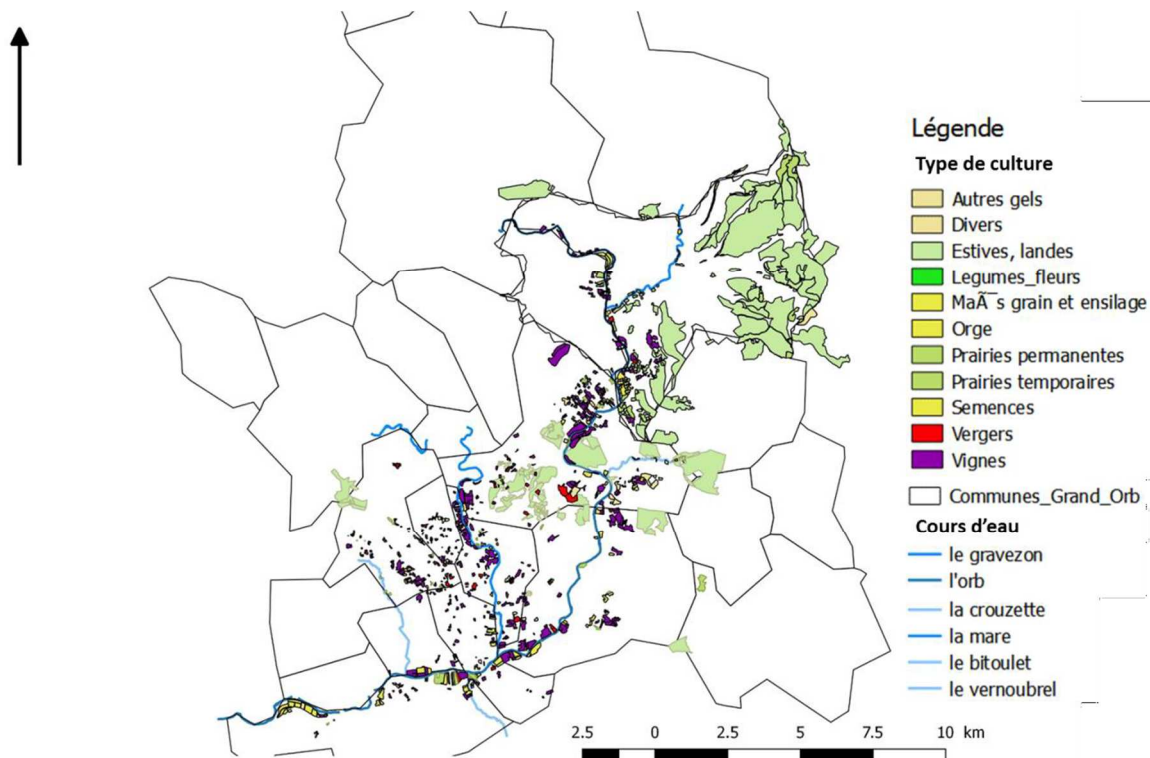 Légende
Type de culture
Autres gels
Divers
Estives, landes
Legumes_fleurs
MaÃ¯s grain et ensilage
Orge
Prairies permanentes
Prairies temporaires
Semences
Vergers
Vignes
Communes_Grand_Orb
Cours d'eau
le gravezon
l'orb
la crouzette
la mare
le bitoulet
le vernoubrel
2.5 0 2.5 5 7.5 10 km